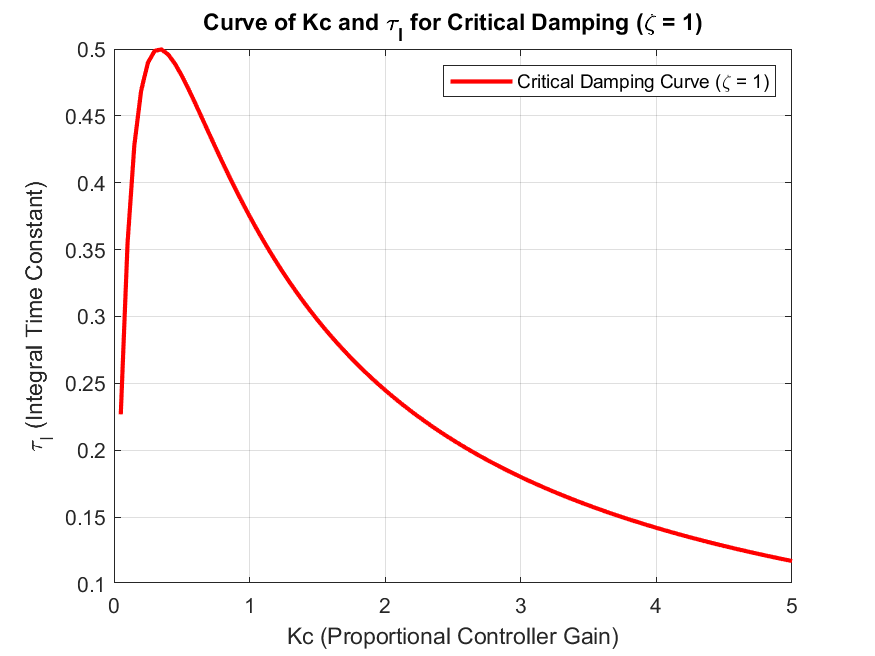 Curve of Kc and τI for Critical Damping (ζ = 1)
Critical Damping Curve (ζ = 1)
0.5
0.45
0.4
0.35
0.3
0.25
0.2
0.15
0.1
τI (Integral Time Constant)
0 1 2 3 4 5
Kc (Proportional Controller Gain)